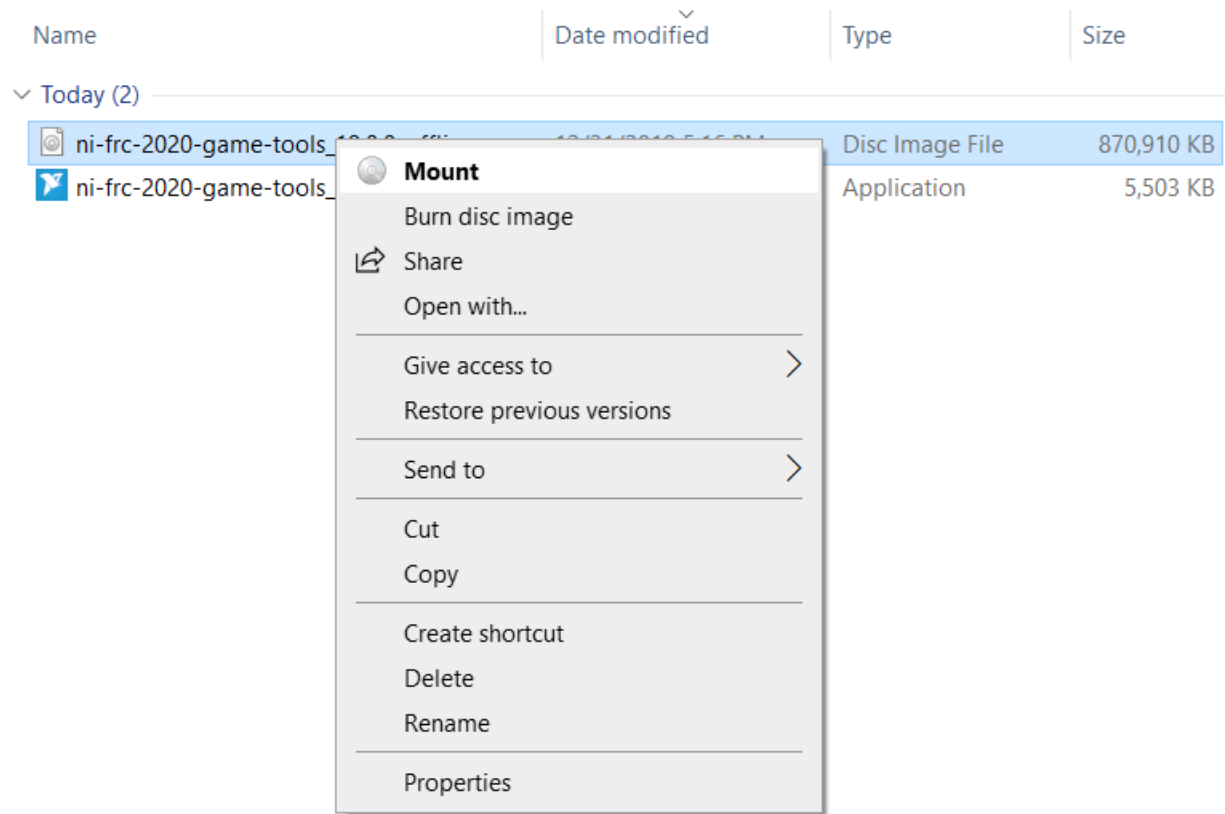 Name Date modified Type Size
Today (2)
ni-frc-2020-game-tools_ Disc Image File 870,910 KB
ni-frc-2020-game-tools_ Application 5,503 KB
Mount
Burn disc image
Share
Open with...
Give access to
Restore previous versions
Send to
Cut
Copy
Create shortcut
Delete
Rename
Properties